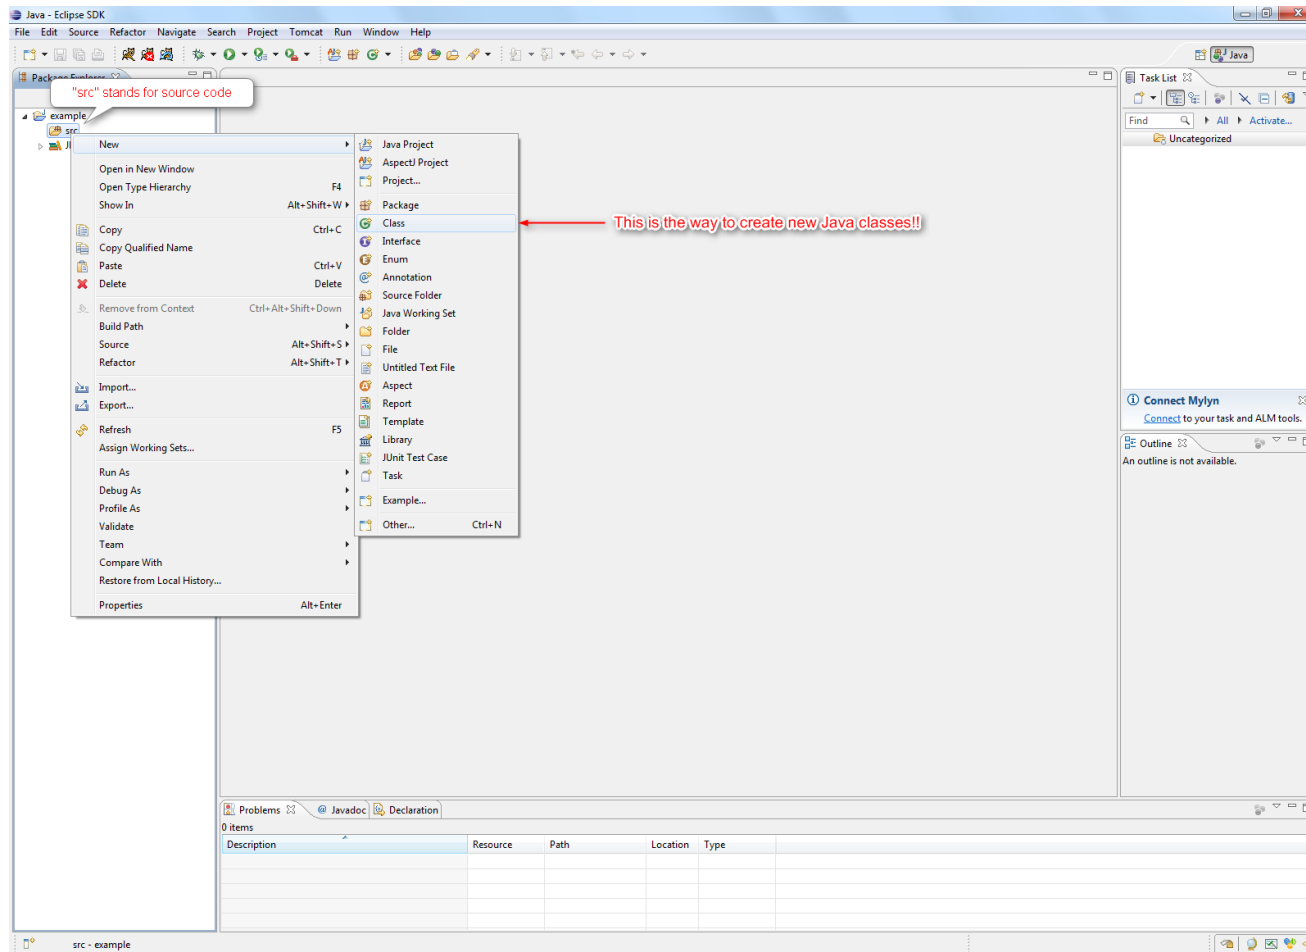 Java - Eclipse SDK
File Edit Source Refactor Navigate Search Project Tomcat Run Window Help
Java
Package Explorer
"src" stands for source code
example
src
New
Open in New Window
Open Type Hierarchy F4
Show In Alt+Shift+W
Copy Ctrl+C
Copy Qualified Name
Paste Ctrl+V
Delete Delete
Remove from Context Ctrl+Alt+Shift+Down
Build Path
Source Alt+Shift+S
Refactor Alt+Shift+T
Import...
Export...
Refresh F5
Assign Working Sets...
Run As
Debug As
Profile As
Validate
Team
Compare With
Restore from Local History...
Properties Alt+Enter
Java Project
AspectJ Project
Project...
Package
Class
Interface
Enum
Annotation
Source Folder
Java Working Set
Folder
File
Untitled Text File
Aspect
Report
Template
Library
JUnit Test Case
Task
Example...
Other... Ctrl+N
This is the way to create new Java classes!!
Task List
Find All Activate...
Uncategorized
Connect Mylyn
Connect to your task and ALM tools.
Outline
An outline is not available.
Problems @ Javadoc Declaration
0 items
Description Resource Path Location Type
src - example